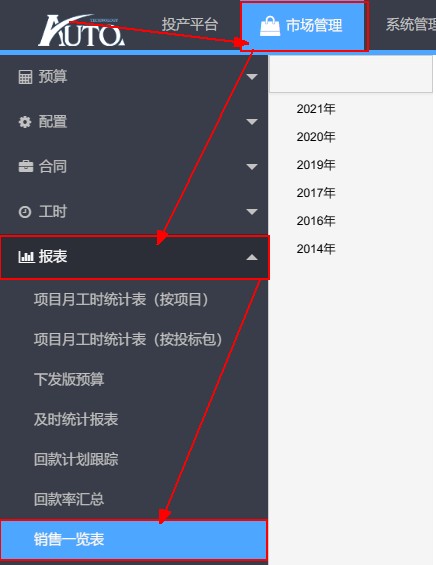 TECHNOLOGY
AUTO.
投产平台
市场管理
系统管理
预算
配置
合同
工时
报表
项目月工时统计表（按项目）
项目月工时统计表（按投标包）
下发版预算
及时统计报表
回款计划跟踪
回款率汇总
销售一览表
2021年
2020年
2019年
2017年
2016年
2014年